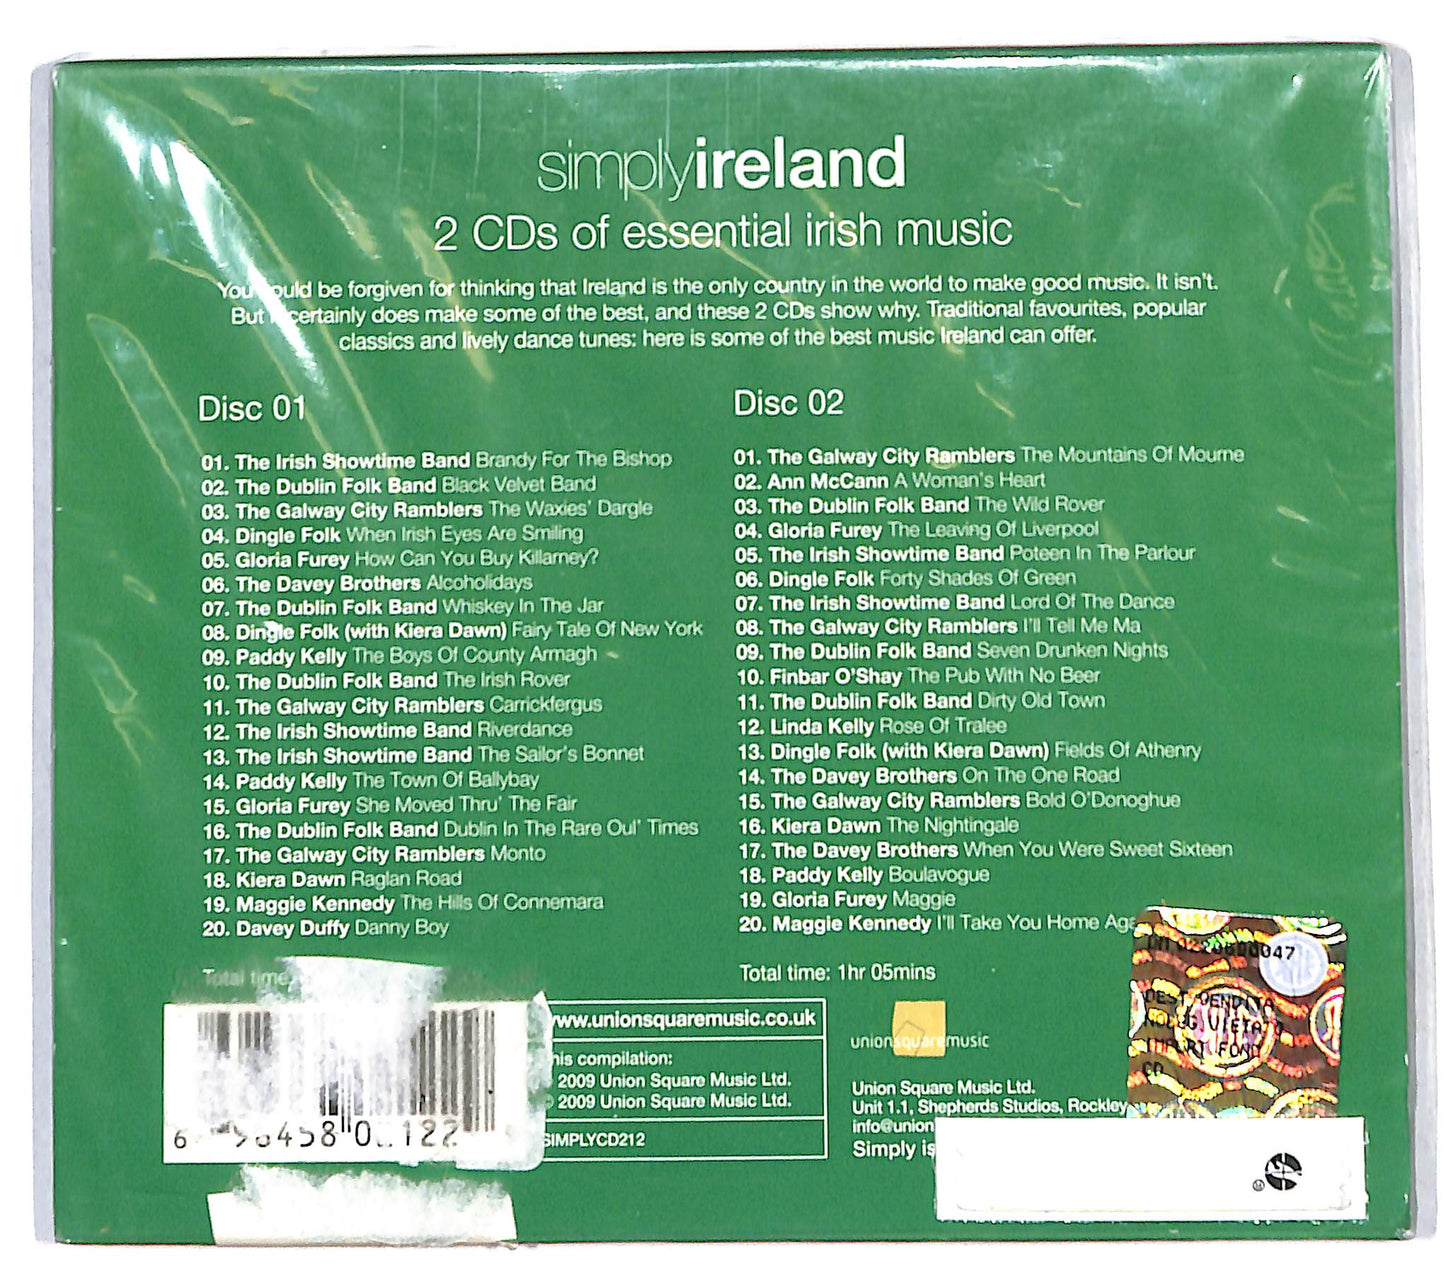 simplyireland
2 CDs of essential irish music
You could be forgiven for thinking that Ireland is the only country in the world to make good music. It isn't.
But certainly does make some of the best, and these 2 CDs show why. Traditional favourites, popular
classics and lively dance tunes: here is some of the best music Ireland can offer.
Disc 01
01. The Irish Showtime Band Brandy For The Bishop
02. The Dublin Folk Band Black Velvet Band
03. The Galway City Ramblers The Waxies' Dargle
04. Dingle Folk When Irish Eyes Are Smiling
05. Gloria Furey How Can You Buy Killarney?
06. The Davey Brothers Alcoholidays
07. The Dublin Folk Band Whiskey In The Jar
08. Dingle Folk (with Kiera Dawn) Fairy Tale Of New York
09. Paddy Kelly The Boys Of County Armagh
10. The Dublin Folk Band The Irish Rover
11. The Galway City Ramblers Carrickfergus
12. The Irish Showtime Band Riverdance
13. The Irish Showtime Band The Sailor's Bonnet
14. Paddy Kelly The Town Of Ballybay
15. Gloria Furey She Moved Thru' The Fair
16. The Dublin Folk Band Dublin In The Rare Oul' Times
17. The Galway City Ramblers Monto
18. Kiera Dawn Raglan Road
19. Maggie Kennedy The Hills Of Connemara
20. Davey Duffy Danny Boy
Total time
Disc 02
01. The Galway City Ramblers The Mountains Of Mourne
02. Ann McCann A Woman's Heart
03. The Dublin Folk Band The Wild Rover
04. Gloria Furey The Leaving Of Liverpool
05. The Irish Showtime Band Poteen In The Parlour
06. Dingle Folk Forty Shades Of Green
07. The Irish Showtime Band Lord Of The Dance
08. The Galway City Ramblers I'll Tell Me Ma
09. The Dublin Folk Band Seven Drunken Nights
10. Finbar O'Shay The Pub With No Beer
11. The Dublin Folk Band Dirty Old Town
12. Linda Kelly Rose Of Tralee
13. Dingle Folk (with Kiera Dawn) Fields Of Athenry
14. The Davey Brothers On The One Road
15. The Galway City Ramblers Bold O'Donoghue
16. Kiera Dawn The Nightingale
17. The Davey Brothers When You Were Sweet Sixteen
18. Paddy Kelly Boulavogue
19. Gloria Furey Maggie
20. Maggie Kennedy I'll Take You Home Aga
Total time: 1hr 05mins
www.unionsquaremusic.co.uk
his compilation:
2009 Union Square Music Ltd.
2009 Union Square Music Ltd.
SIMPLYCD212
unionsquaremusic
Union Square Music Ltd.
Unit 1.1, Shepherds Studios, Rockley
info@union
Simply is
DEST VENDITA
CD